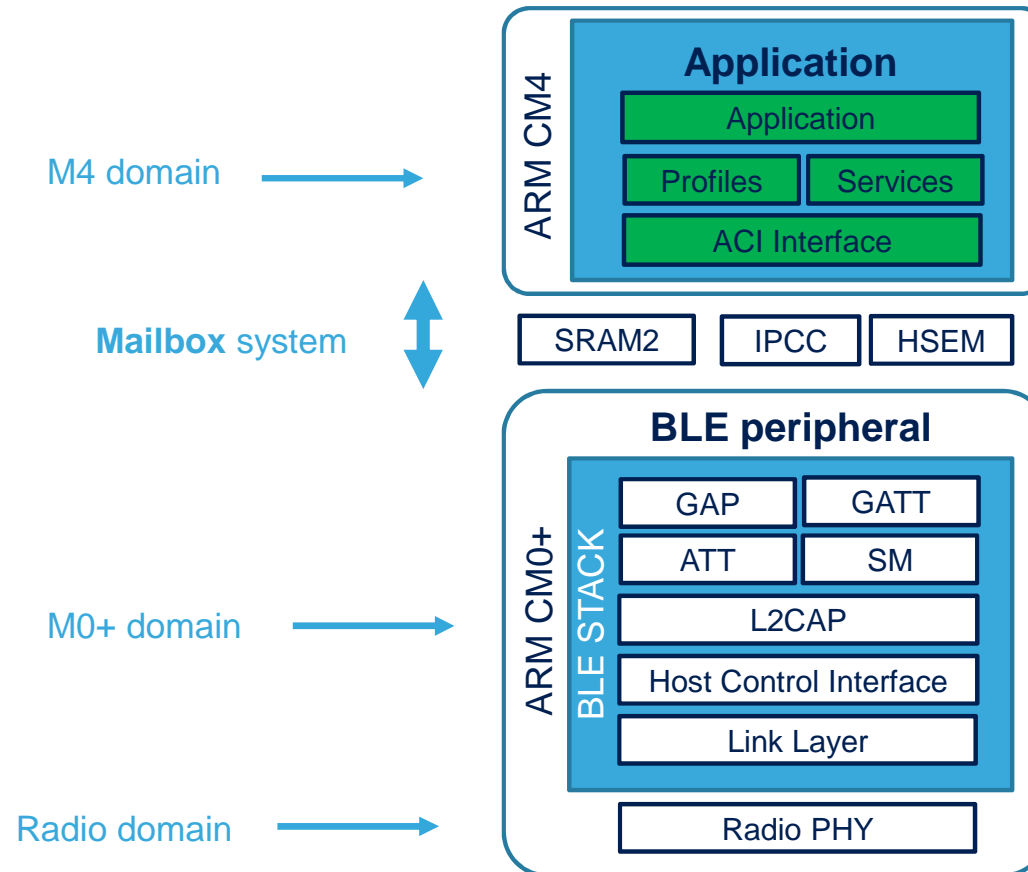 Application
ARM CM4
Application
M4 domain
Profiles
Services
ACI Interface
Mailbox system
SRAM2
IPCC
HSEM
BLE peripheral
ARM CM0+
BLE STACK
GAP
GATT
ATT
SM
M0+ domain
L2CAP
Host Control Interface
Link Layer
Radio domain
Radio PHY